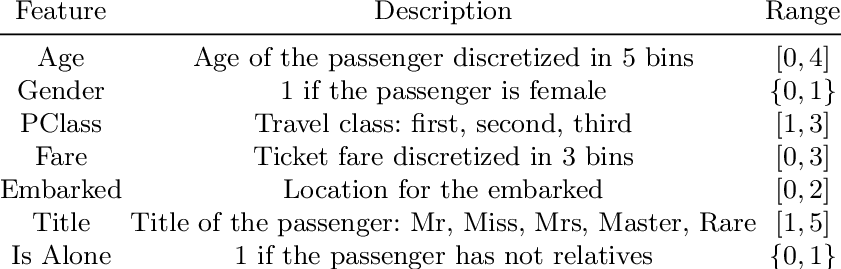 Feature Description Range
Age Age of the passenger discretized in 5 bins [0, 4]
Gender 1 if the passenger is female {0, 1}
PClass Travel class: first, second, third [1, 3]
Fare Ticket fare discretized in 3 bins [0, 3]
Embarked Location for the embarked [0, 2]
Title Title of the passenger: Mr, Miss, Mrs, Master, Rare [1, 5]
Is Alone 1 if the passenger has not relatives {0, 1}